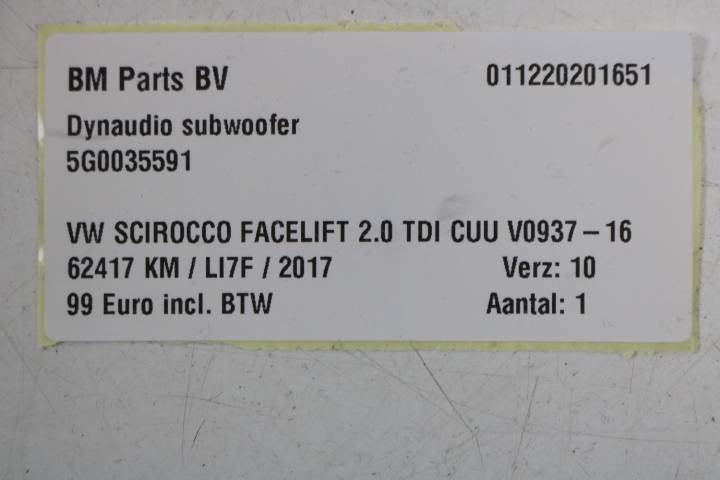 BM Parts BV 011220201651
Dynaudio subwoofer
5G0035591
VW SCIROCCO FACELIFT 2.0 TDI CUU V0937-16
62417 KM / LI7F / 2017 Verz: 10
99 Euro incl. BTW Aantal: 1